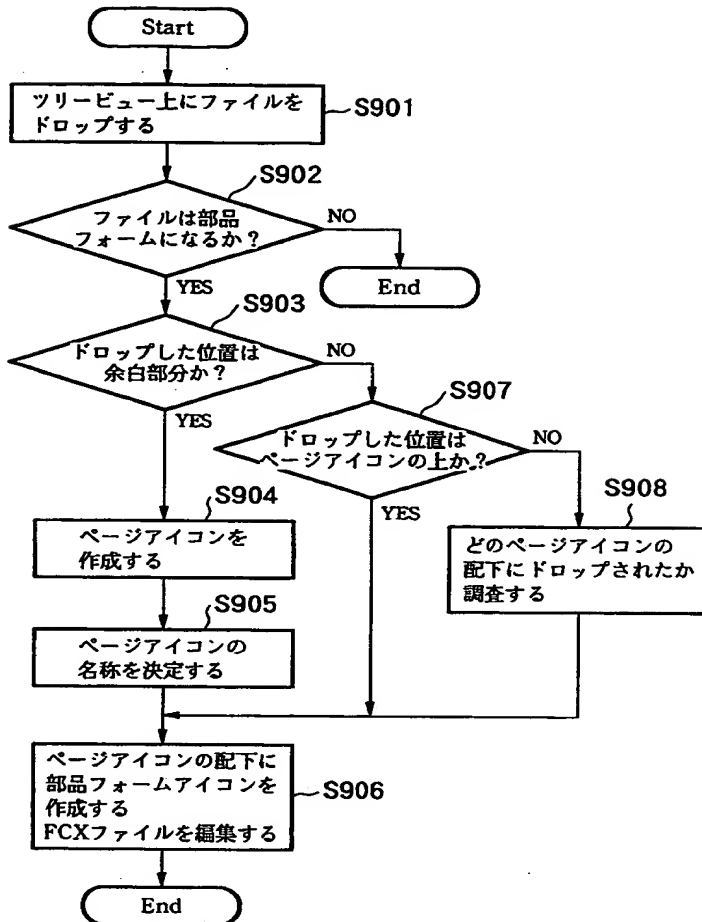 Start
ツリービュー上にファイルを
ドロップする
S901
S902
ファイルは部品
フォームになるか？
NO
End
YES
S903
ドロップした位置は
余白部分か？
NO
YES
S907
ドロップした位置は
ページアイコンの上か？
NO
YES
S908
どのページアイコンの
配下にドロップされたか
調査する
S904
ページアイコンを
作成する
S905
ページアイコンの
名称を決定する
ページアイコンの配下に
部品フォームアイコンを
作成する
FCXファイルを編集する
S906
End